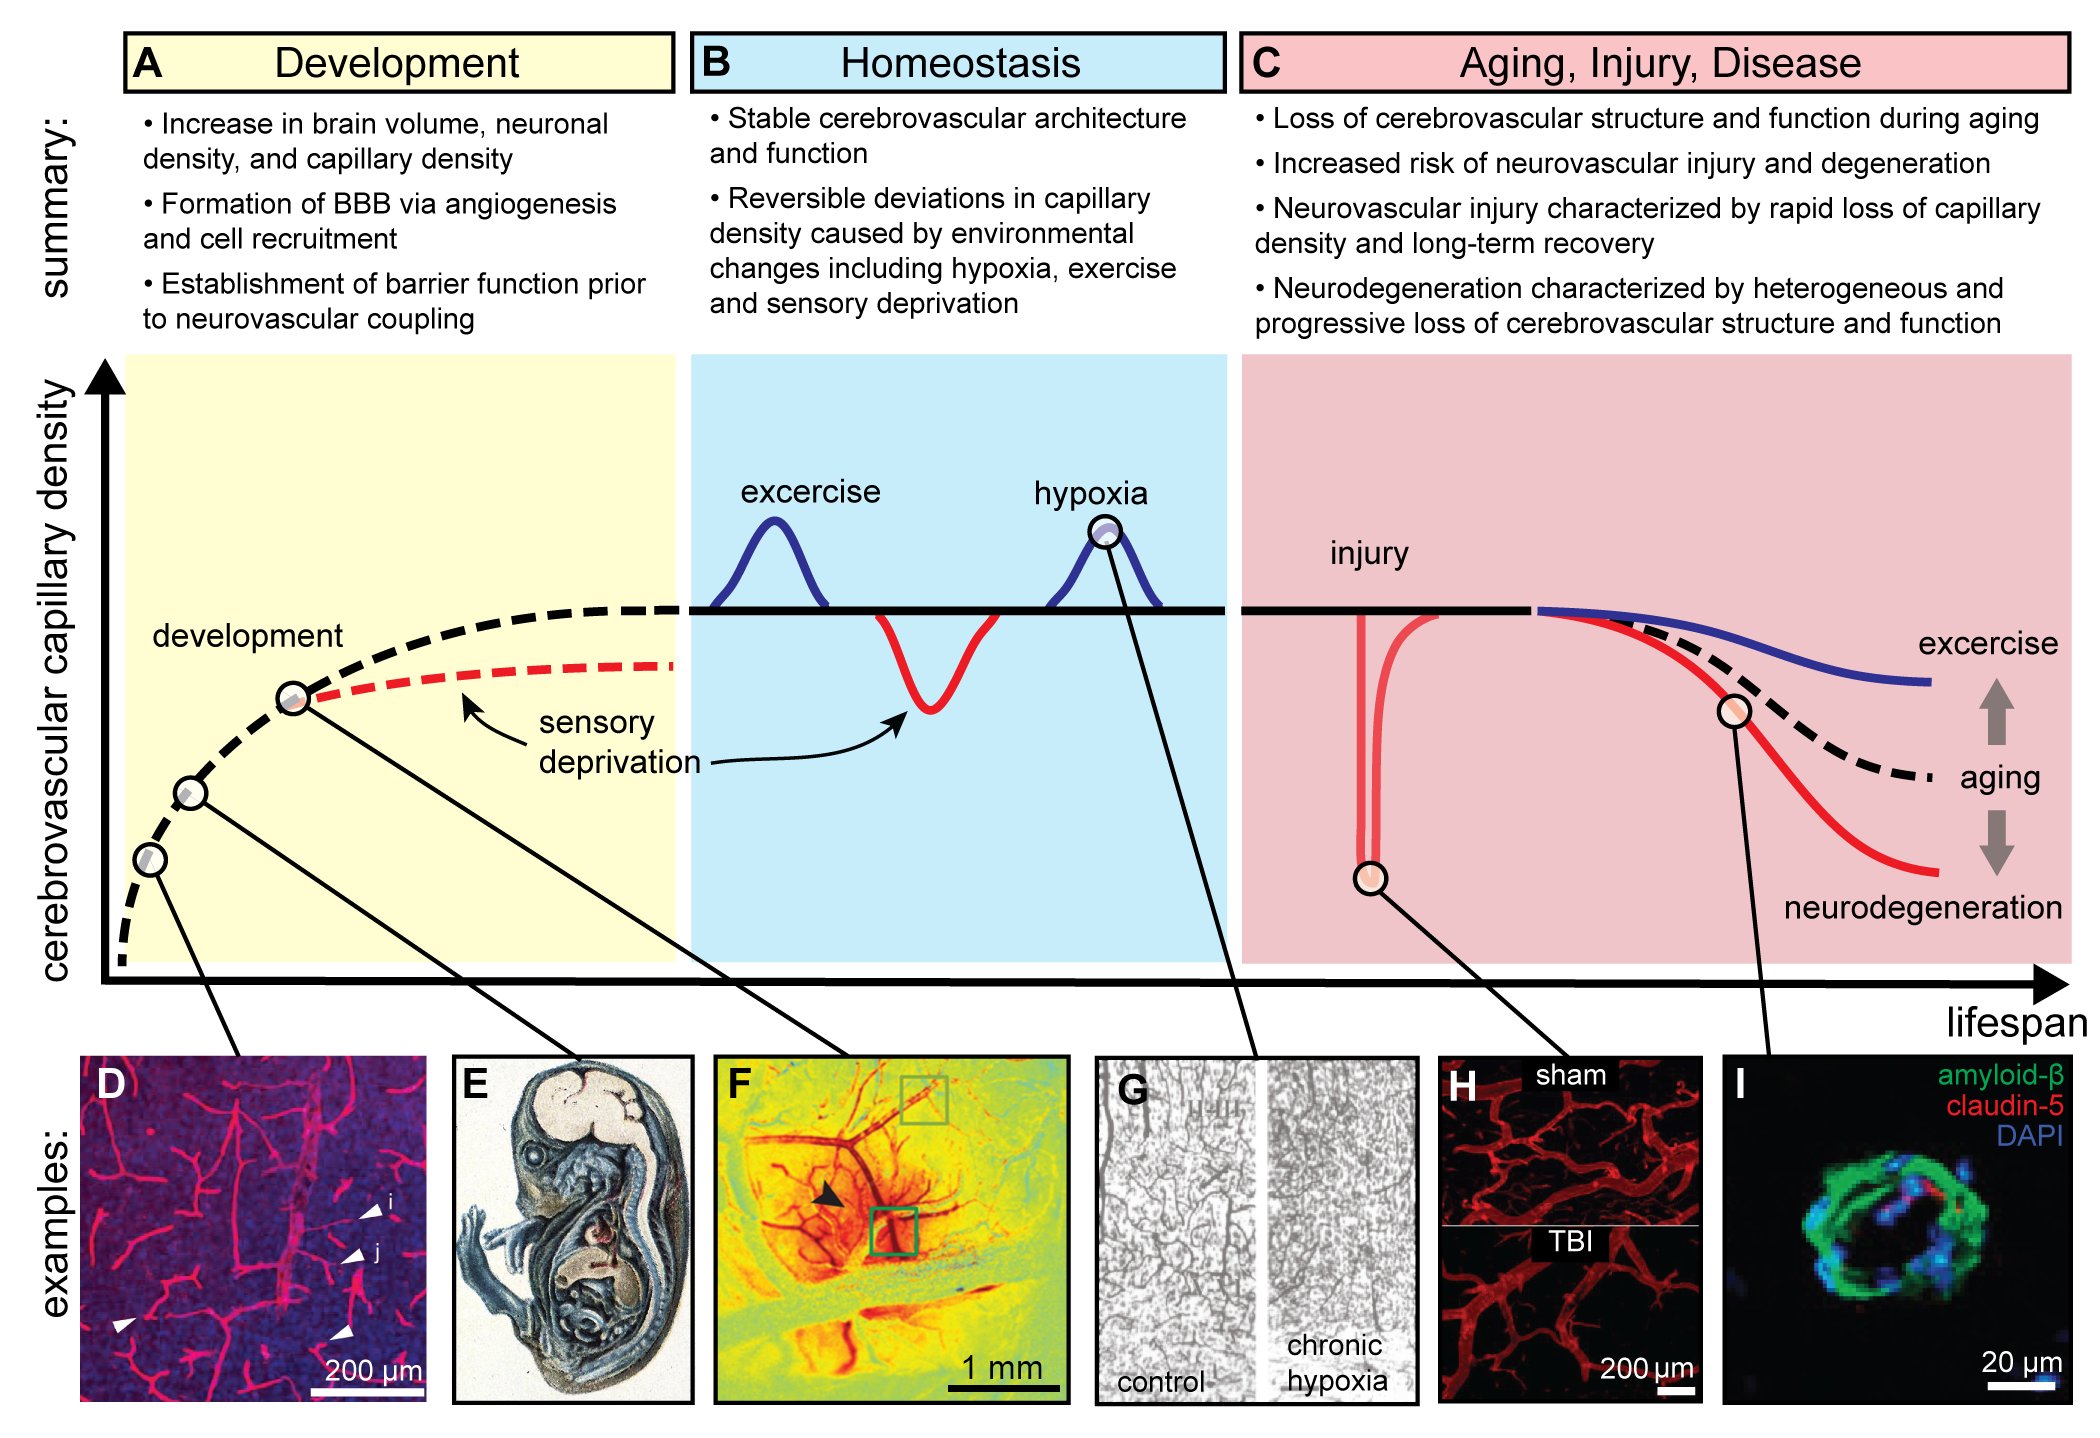 A Development
B Homeostasis
C Aging, Injury, Disease
summary:
• Increase in brain volume, neuronal
density, and capillary density
• Formation of BBB via angiogenesis
and cell recruitment
• Establishment of barrier function prior
to neurovascular coupling
• Stable cerebrovascular architecture
and function
• Reversible deviations in capillary
density caused by environmental
changes including hypoxia, exercise
and sensory deprivation
• Loss of cerebrovascular structure and function during aging
• Increased risk of neurovascular injury and degeneration
• Neurovascular injury characterized by rapid loss of capillary
density and long-term recovery
• Neurodegeneration characterized by heterogeneous and
progressive loss of cerebrovascular structure and function
cerebrovascular capillary density
development
sensory
deprivation
excercise
hypoxia
injury
excercise
aging
neurodegeneration
lifespan
examples:
D
i
j
200 μm
E
F
1 mm
G
II-III
control
chronic
hypoxia
H
sham
TBI
200 μm
I
amyloid-β
claudin-5
DAPI
20 μm